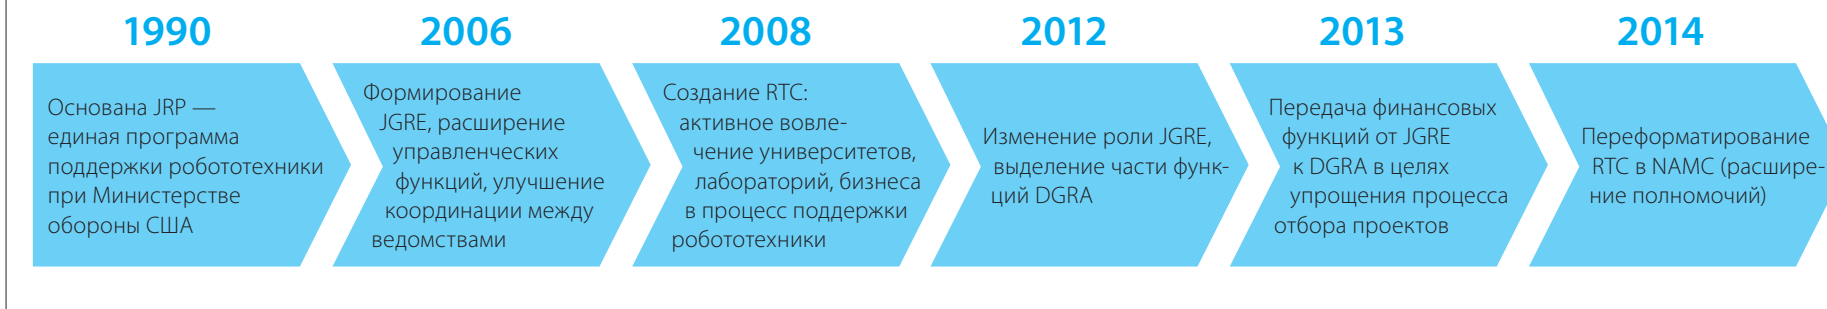 1990
Основана JRP —
единая программа
поддержки робототехники
при Министерстве
обороны США
2006
Формирование
JGRE, расширение
управленческих
функций, улучшение
координации между
ведомствами
2008
Создание RTC:
активное вовле-
чение университетов,
лабораторий, бизнеса
в процесс поддержки
робототехники
2012
Изменение роли JGRE,
выделение части функ-
ций DGRA
2013
Передача финансовых
функций от JGRE
к DGRA в целях
упрощения процесса
отбора проектов
2014
Переформатирование
RTC в NAMC (расшире-
ние полномочий)